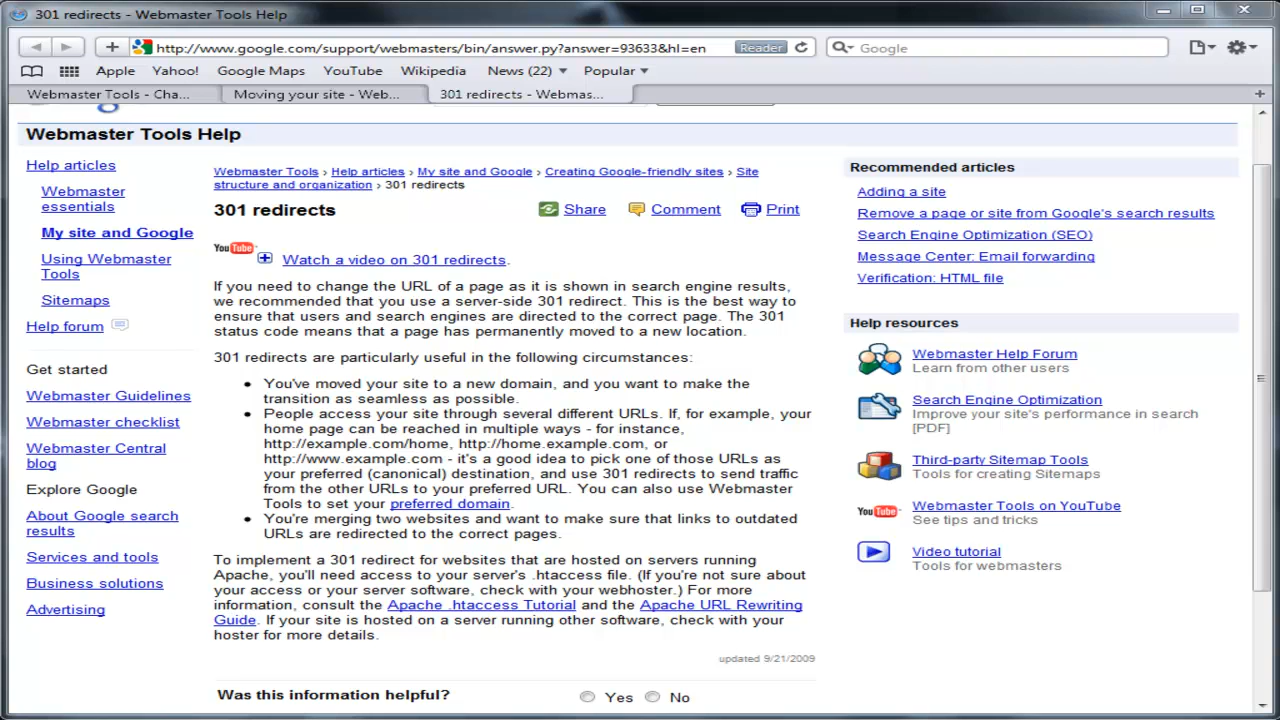 301 redirects - Webmaster Tools Help
http://www.google.com/support/webmasters/bin/answer.py?answer=93633&hl=en
Reader
Google
Apple
Yahoo!
Google Maps
YouTube
Wikipedia
News (22)
Popular
Webmaster Tools - Cha...
Moving your site - Web...
301 redirects - Webmas...
Webmaster Tools Help
Help articles
Webmaster
essentials
My site and Google
Using Webmaster
Tools
Sitemaps
Help forum
Get started
Webmaster Guidelines
Webmaster checklist
Webmaster Central
blog
Explore Google
About Google search
results
Services and tools
Business solutions
Advertising
Webmaster Tools › Help articles › My site and Google › Creating Google-friendly sites › Site
structure and organization › 301 redirects
301 redirects
Share
Comment
Print
YouTube
Watch a video on 301 redirects.
If you need to change the URL of a page as it is shown in search engine results,
we recommended that you use a server-side 301 redirect. This is the best way to
ensure that users and search engines are directed to the correct page. The 301
status code means that a page has permanently moved to a new location.
301 redirects are particularly useful in the following circumstances:
• You've moved your site to a new domain, and you want to make the
transition as seamless as possible.
• People access your site through several different URLs. If, for example, your
home page can be reached in multiple ways - for instance,
http://example.com/home, http://home.example.com, or
http://www.example.com - it's a good idea to pick one of those URLs as
your preferred (canonical) destination, and use 301 redirects to send traffic
from the other URLs to your preferred URL. You can also use Webmaster
Tools to set your preferred domain.
• You're merging two websites and want to make sure that links to outdated
URLs are redirected to the correct pages.
To implement a 301 redirect for websites that are hosted on servers running
Apache, you'll need access to your server's .htaccess file. (If you're not sure about
your access or your server software, check with your webhoster.) For more
information, consult the Apache .htaccess Tutorial and the Apache URL Rewriting
Guide. If your site is hosted on a server running other software, check with your
hoster for more details.
updated 9/21/2009
Was this information helpful?
Yes
No
Recommended articles
Adding a site
Remove a page or site from Google's search results
Search Engine Optimization (SEO)
Message Center: Email forwarding
Verification: HTML file
Help resources
Webmaster Help Forum
Learn from other users
Search Engine Optimization
Improve your site's performance in search
[PDF]
Third-party Sitemap Tools
Tools for creating Sitemaps
YouTube
Webmaster Tools on YouTube
See tips and tricks
Video tutorial
Tools for webmasters